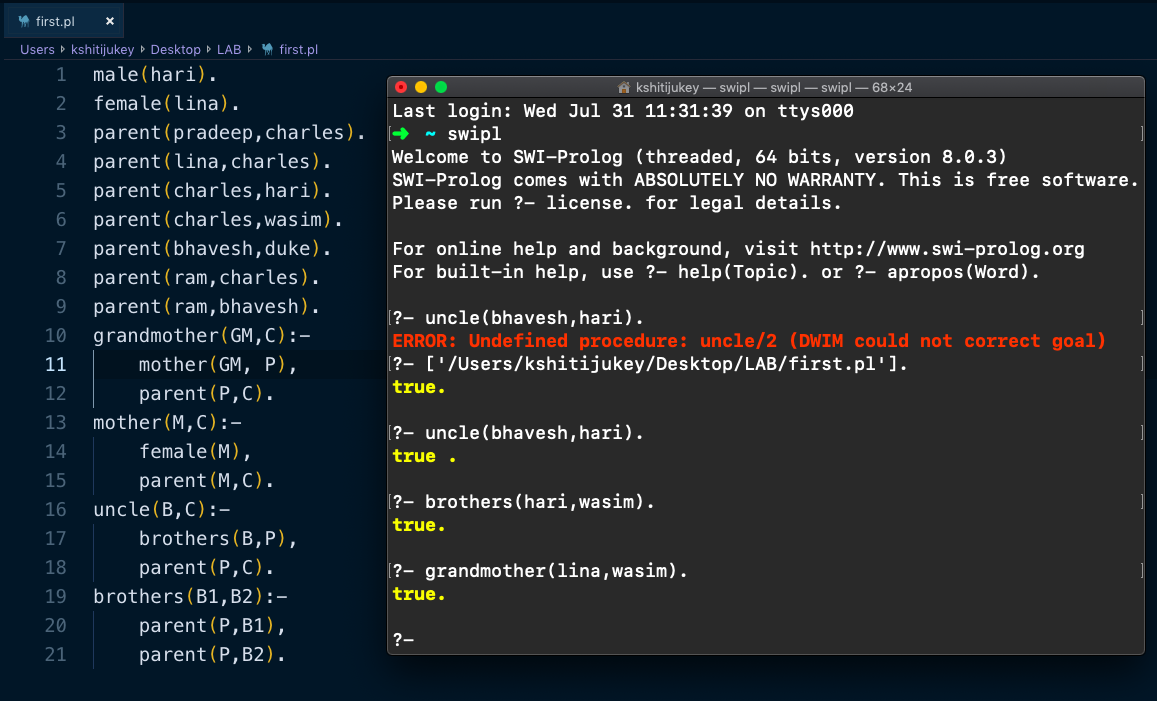 first.pl ×
Users › kshitijukey › Desktop › LAB › first.pl
1 male(hari).
2 female(lina).
3 parent(pradeep,charles).
4 parent(lina,charles).
5 parent(charles,hari).
6 parent(charles,wasim).
7 parent(bhavesh,duke).
8 parent(ram,charles).
9 parent(ram,bhavesh).
10 grandmother(GM,C):-
11 mother(GM, P),
12 parent(P,C).
13 mother(M,C):-
14 female(M),
15 parent(M,C).
16 uncle(B,C):-
17 brothers(B,P),
18 parent(P,C).
19 brothers(B1,B2):-
20 parent(P,B1),
21 parent(P,B2).
kshitijukey — swipl — swipl — swipl — 68×24
Last login: Wed Jul 31 11:31:39 on ttys000
[➜ ~ swipl ]
Welcome to SWI-Prolog (threaded, 64 bits, version 8.0.3)
SWI-Prolog comes with ABSOLUTELY NO WARRANTY. This is free software.
Please run ?- license. for legal details.
For online help and background, visit http://www.swi-prolog.org
For built-in help, use ?- help(Topic). or ?- apropos(Word).
[?- uncle(bhavesh,hari). ]
ERROR: Undefined procedure: uncle/2 (DWIM could not correct goal)
[?- ['/Users/kshitijukey/Desktop/LAB/first.pl']. ]
true.
[?- uncle(bhavesh,hari). ]
true .
[?- brothers(hari,wasim). ]
true.
[?- grandmother(lina,wasim). ]
true.
?-